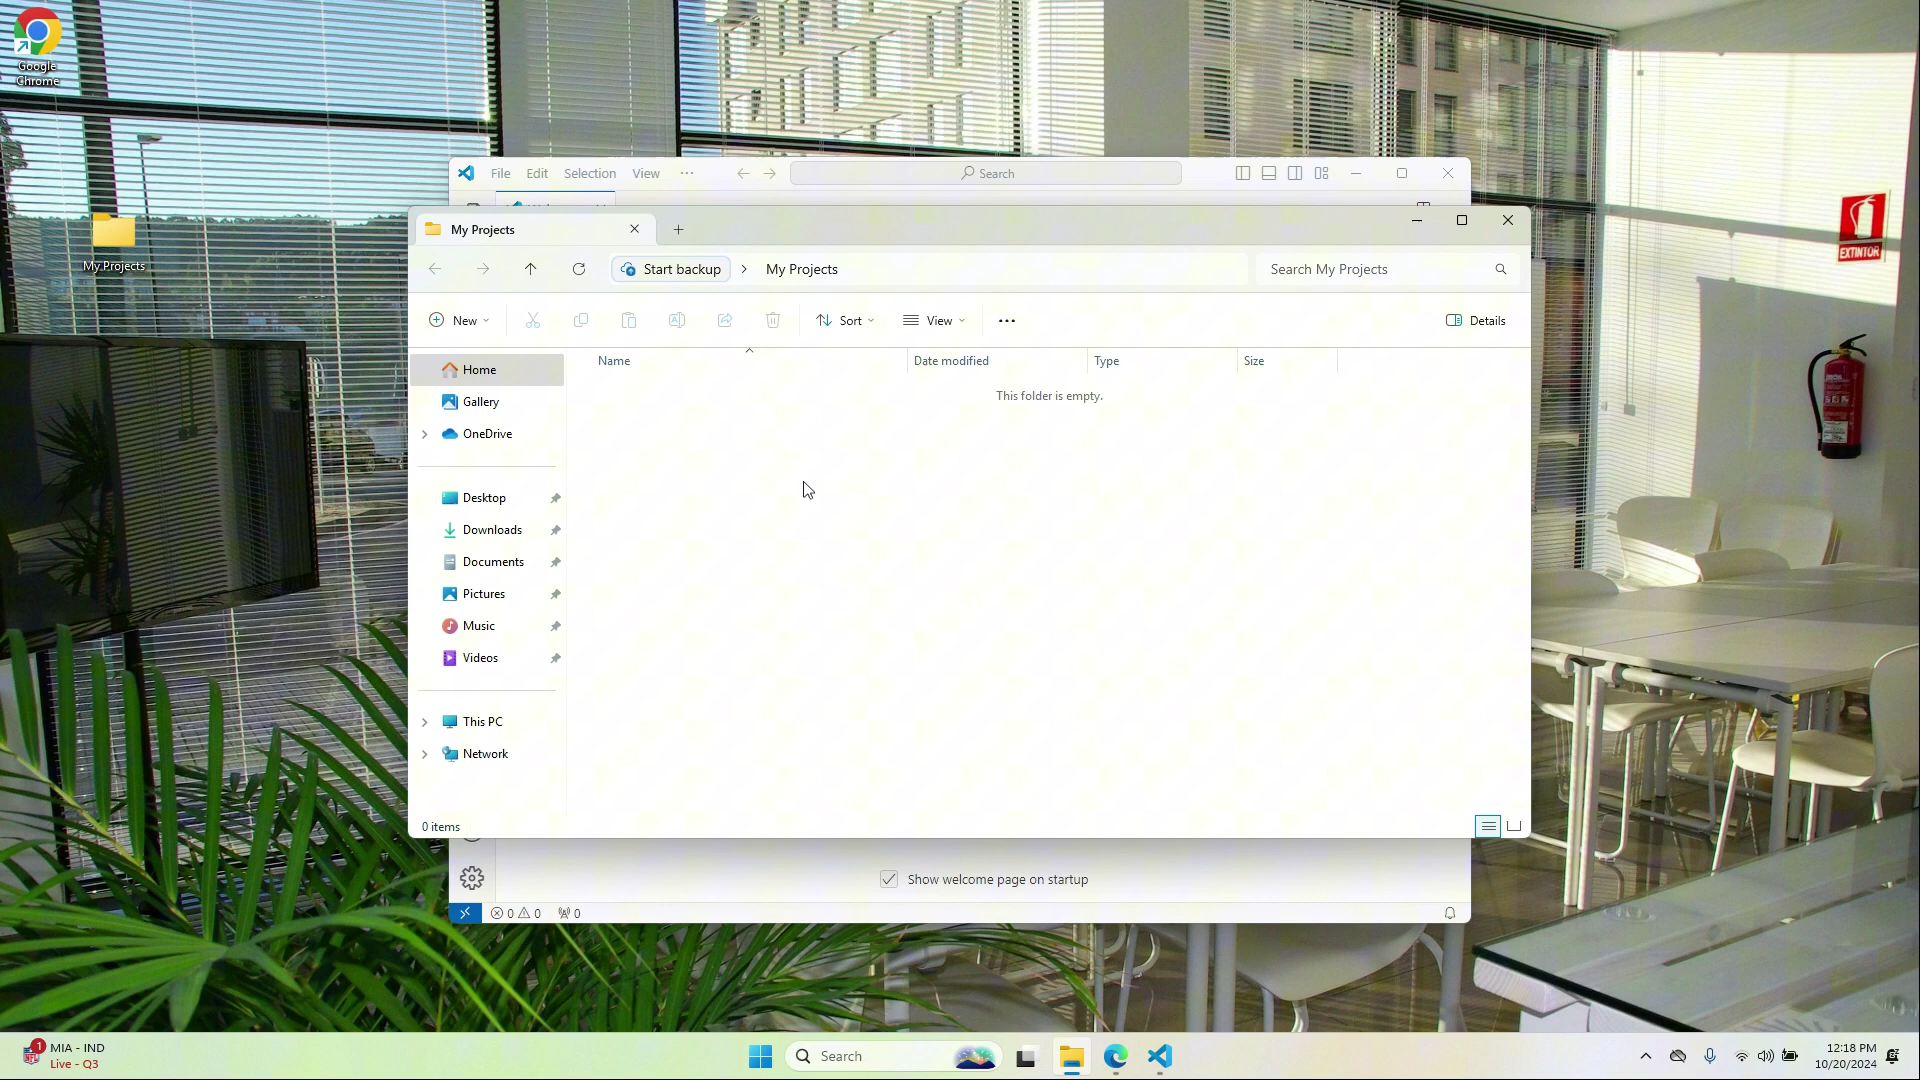 Google
Chrome
File Edit Selection View ··· Search
My Projects
EXTINTOR
My Projects
Start backup > My Projects
Search My Projects
New
Sort
View
Details
Name
Date modified
Type
Size
This folder is empty.
Home
Gallery
OneDrive
Desktop
Downloads
Documents
Pictures
Music
Videos
This PC
Network
0 items
Show welcome page on startup
0 0 0
1
MIA - IND
Live - Q3
Search
12:18 PM
10/20/2024